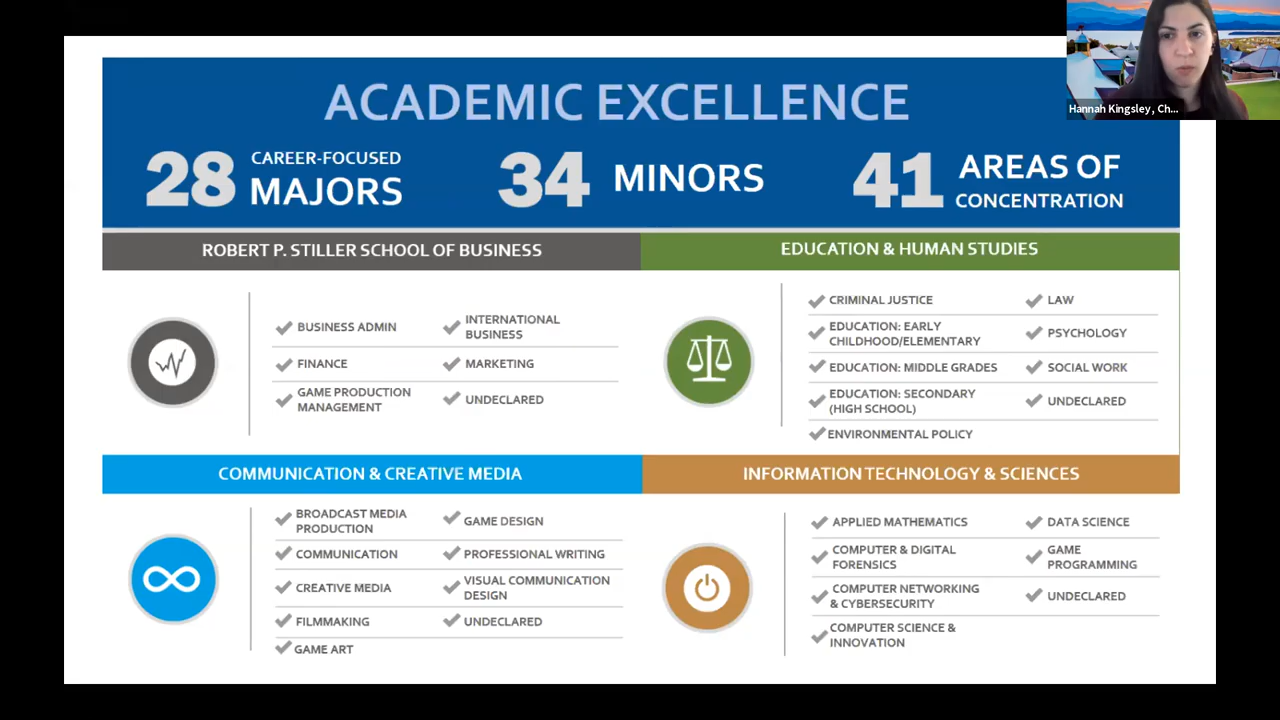 Hannah Kingsley, Ch...
ACADEMIC EXCELLENCE
28 CAREER-FOCUSED
MAJORS
34 MINORS
41 AREAS OF
CONCENTRATION
ROBERT P. STILLER SCHOOL OF BUSINESS
BUSINESS ADMIN
INTERNATIONAL
BUSINESS
FINANCE
MARKETING
GAME PRODUCTION
MANAGEMENT
UNDECLARED
EDUCATION & HUMAN STUDIES
CRIMINAL JUSTICE
LAW
EDUCATION: EARLY
CHILDHOOD/ELEMENTARY
PSYCHOLOGY
EDUCATION: MIDDLE GRADES
SOCIAL WORK
EDUCATION: SECONDARY
(HIGH SCHOOL)
UNDECLARED
ENVIRONMENTAL POLICY
COMMUNICATION & CREATIVE MEDIA
BROADCAST MEDIA
PRODUCTION
GAME DESIGN
COMMUNICATION
PROFESSIONAL WRITING
CREATIVE MEDIA
VISUAL COMMUNICATION
DESIGN
FILMMAKING
UNDECLARED
GAME ART
INFORMATION TECHNOLOGY & SCIENCES
APPLIED MATHEMATICS
DATA SCIENCE
COMPUTER & DIGITAL
FORENSICS
GAME
PROGRAMMING
COMPUTER NETWORKING
& CYBERSECURITY
UNDECLARED
COMPUTER SCIENCE &
INNOVATION